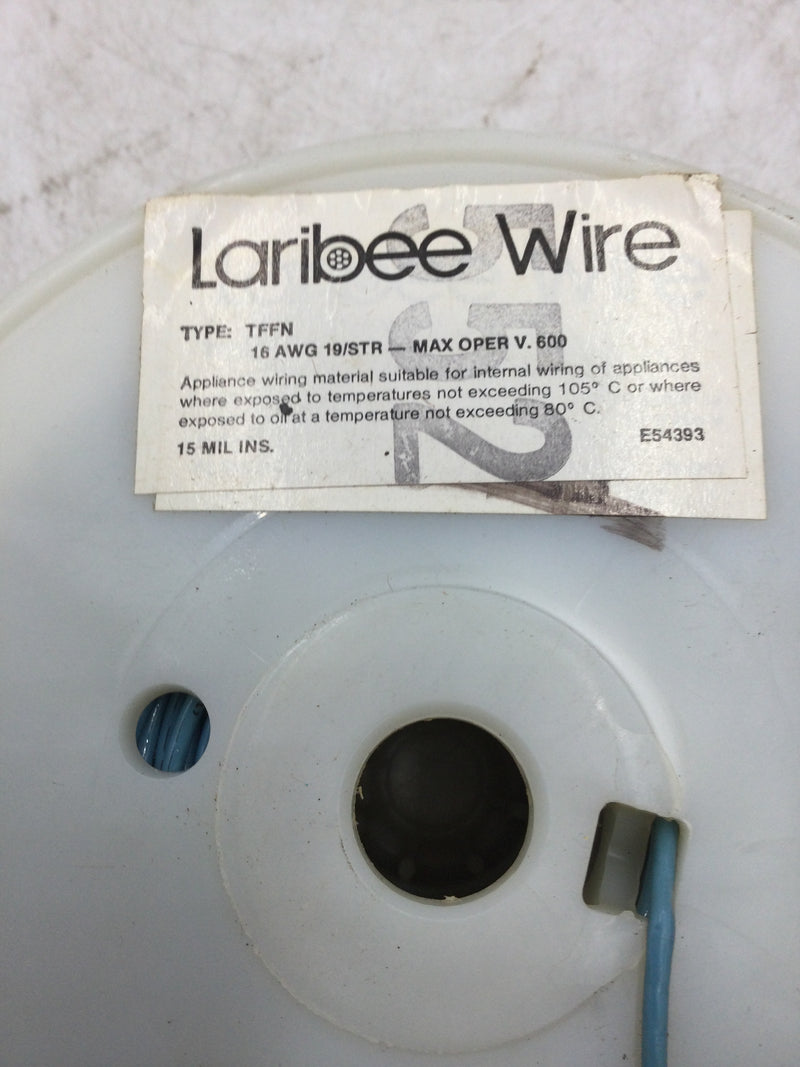 Laribee Wire
TYPE: TFFN
16 AWG 19/STR — MAX OPER V. 600
Appliance wiring material suitable for internal wiring of appliances
where exposed to temperatures not exceeding 105° C or where
exposed to oil at a temperature not exceeding 80° C.
15 MIL INS. E54393
552